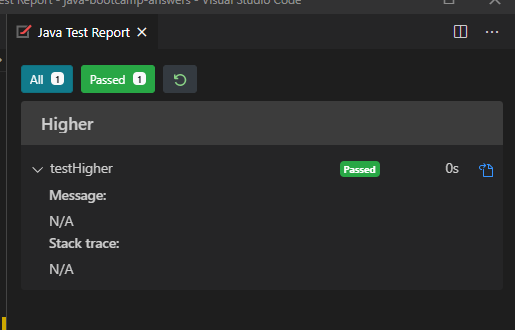 est Report - java-bootcamp-answers - Visual Studio Code
Java Test Report
All 1 Passed 1
Higher
testHigher Passed 0s
Message:
N/A
Stack trace:
N/A